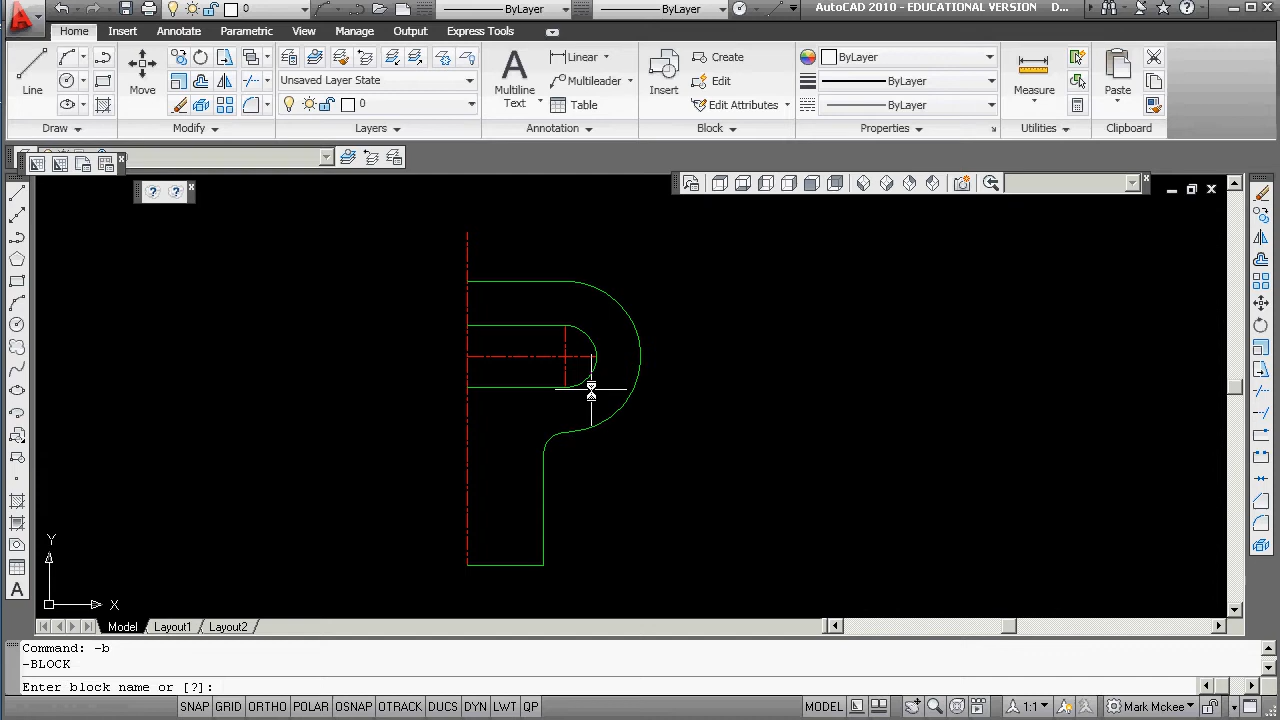 0 ByLayer ByLayer AutoCAD 2010 - EDUCATIONAL VERSION D...
Home Insert Annotate Parametric View Manage Output Express Tools
Line Move Unsaved Layer State Multiline Text Linear Insert Create ByLayer Measure Paste
Multileader Edit ByLayer
0 Table Edit Attributes ByLayer
Draw Modify Layers Annotation Block Properties Utilities Clipboard
A
Y
X
Model Layout1 Layout2
Command: -b
-BLOCK
Enter block name or [?]:
SNAP GRID ORTHO POLAR OSNAP OTRACK DUCS DYN LWT QP MODEL 1:1 Mark Mckee